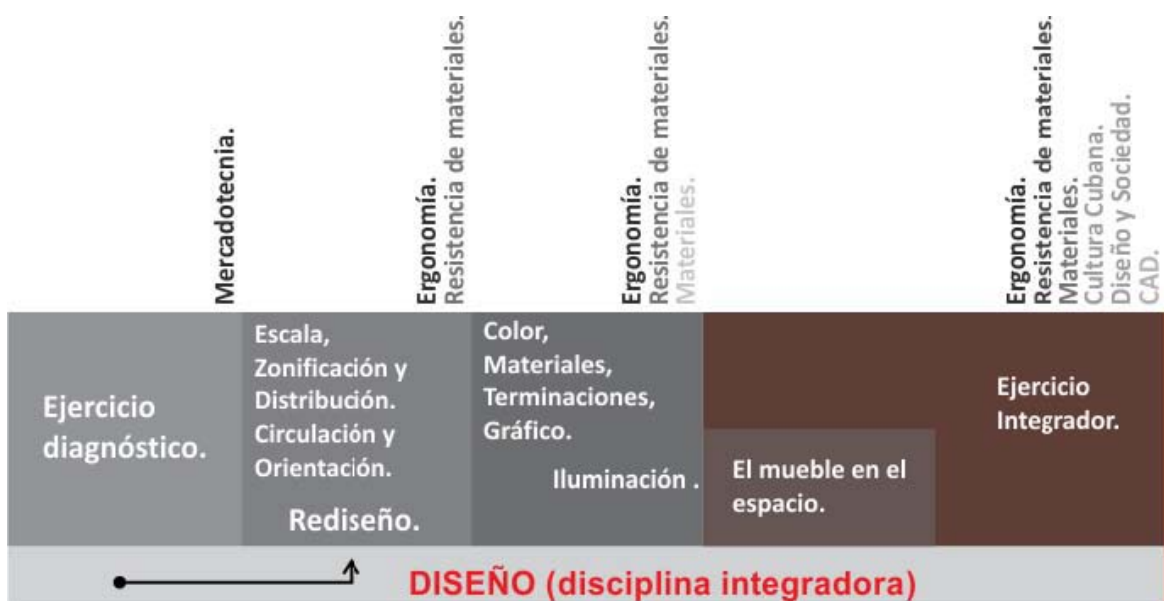 Mercadotecnia.
Ergonomía.
Resistencia de materiales.
Ergonomía.
Resistencia de materiales.
Materiales.
Ergonomía.
Resistencia de materiales.
Materiales.
Cultura Cubana.
Diseño y Sociedad.
CAD.
Ejercicio
diagnóstico.
Escala,
Zonificación y
Distribución.
Circulación y
Orientación.
Rediseño.
Color,
Materiales,
Terminaciones,
Gráfico.
Iluminación .
El mueble en el
espacio.
Ejercicio
Integrador.
DISEÑO (disciplina integradora)